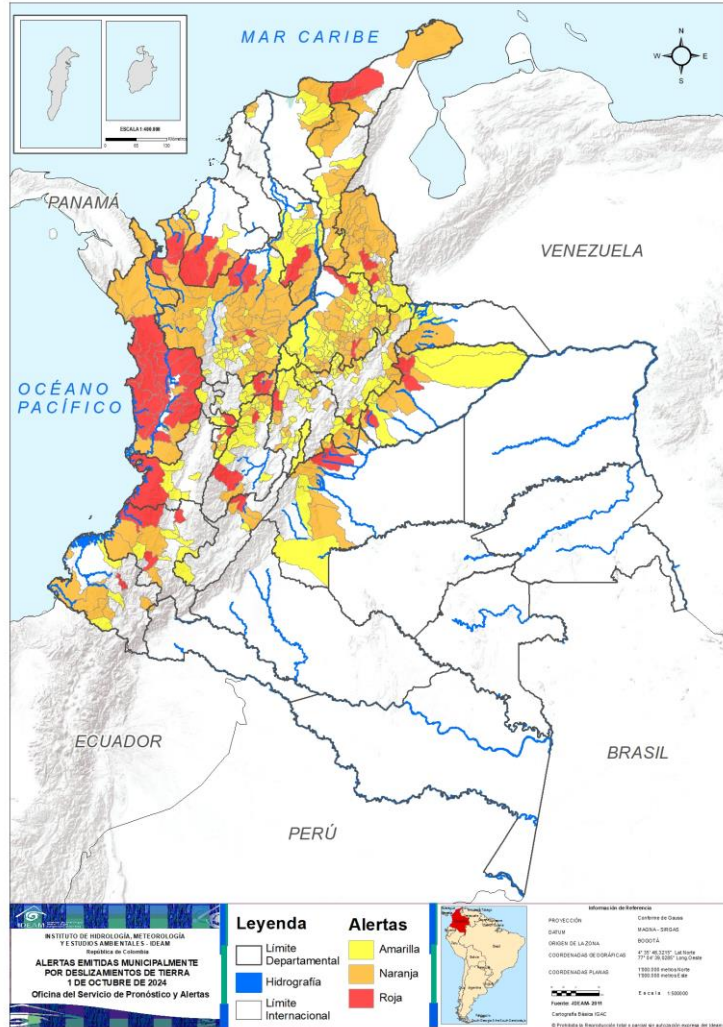 MAR CARIBE
N
W
E
S
PANAMÁ
VENEZUELA
OCÉANO
PACÍFICO
ECUADOR
BRASIL
PERÚ
IDEAM
INSTITUTO DE HIDROLOGÍA, METEOROLOGÍA
Y ESTUDIOS AMBIENTALES - IDEAM
República de Colombia
ALERTAS EMITIDAS MUNICIPALMENTE
POR DESLIZAMIENTOS DE TIERRA
1 DE OCTUBRE DE 2024
Oficina del Servicio de Pronóstico y Alertas
Leyenda
Límite
Departamental
Hidrografía
Límite
Internacional
Alertas
Amarilla
Naranja
Roja
Información de Referencia
PROYECCIÓN
Conforme de Gauss
DATUM
MAGNA - SIRGAS
ORIGEN DE LA ZONA
BOGOTÁ
COORDENADAS GEOGRÁFICAS
COORDENADAS PLANAS
Cartografía Básica IGAC